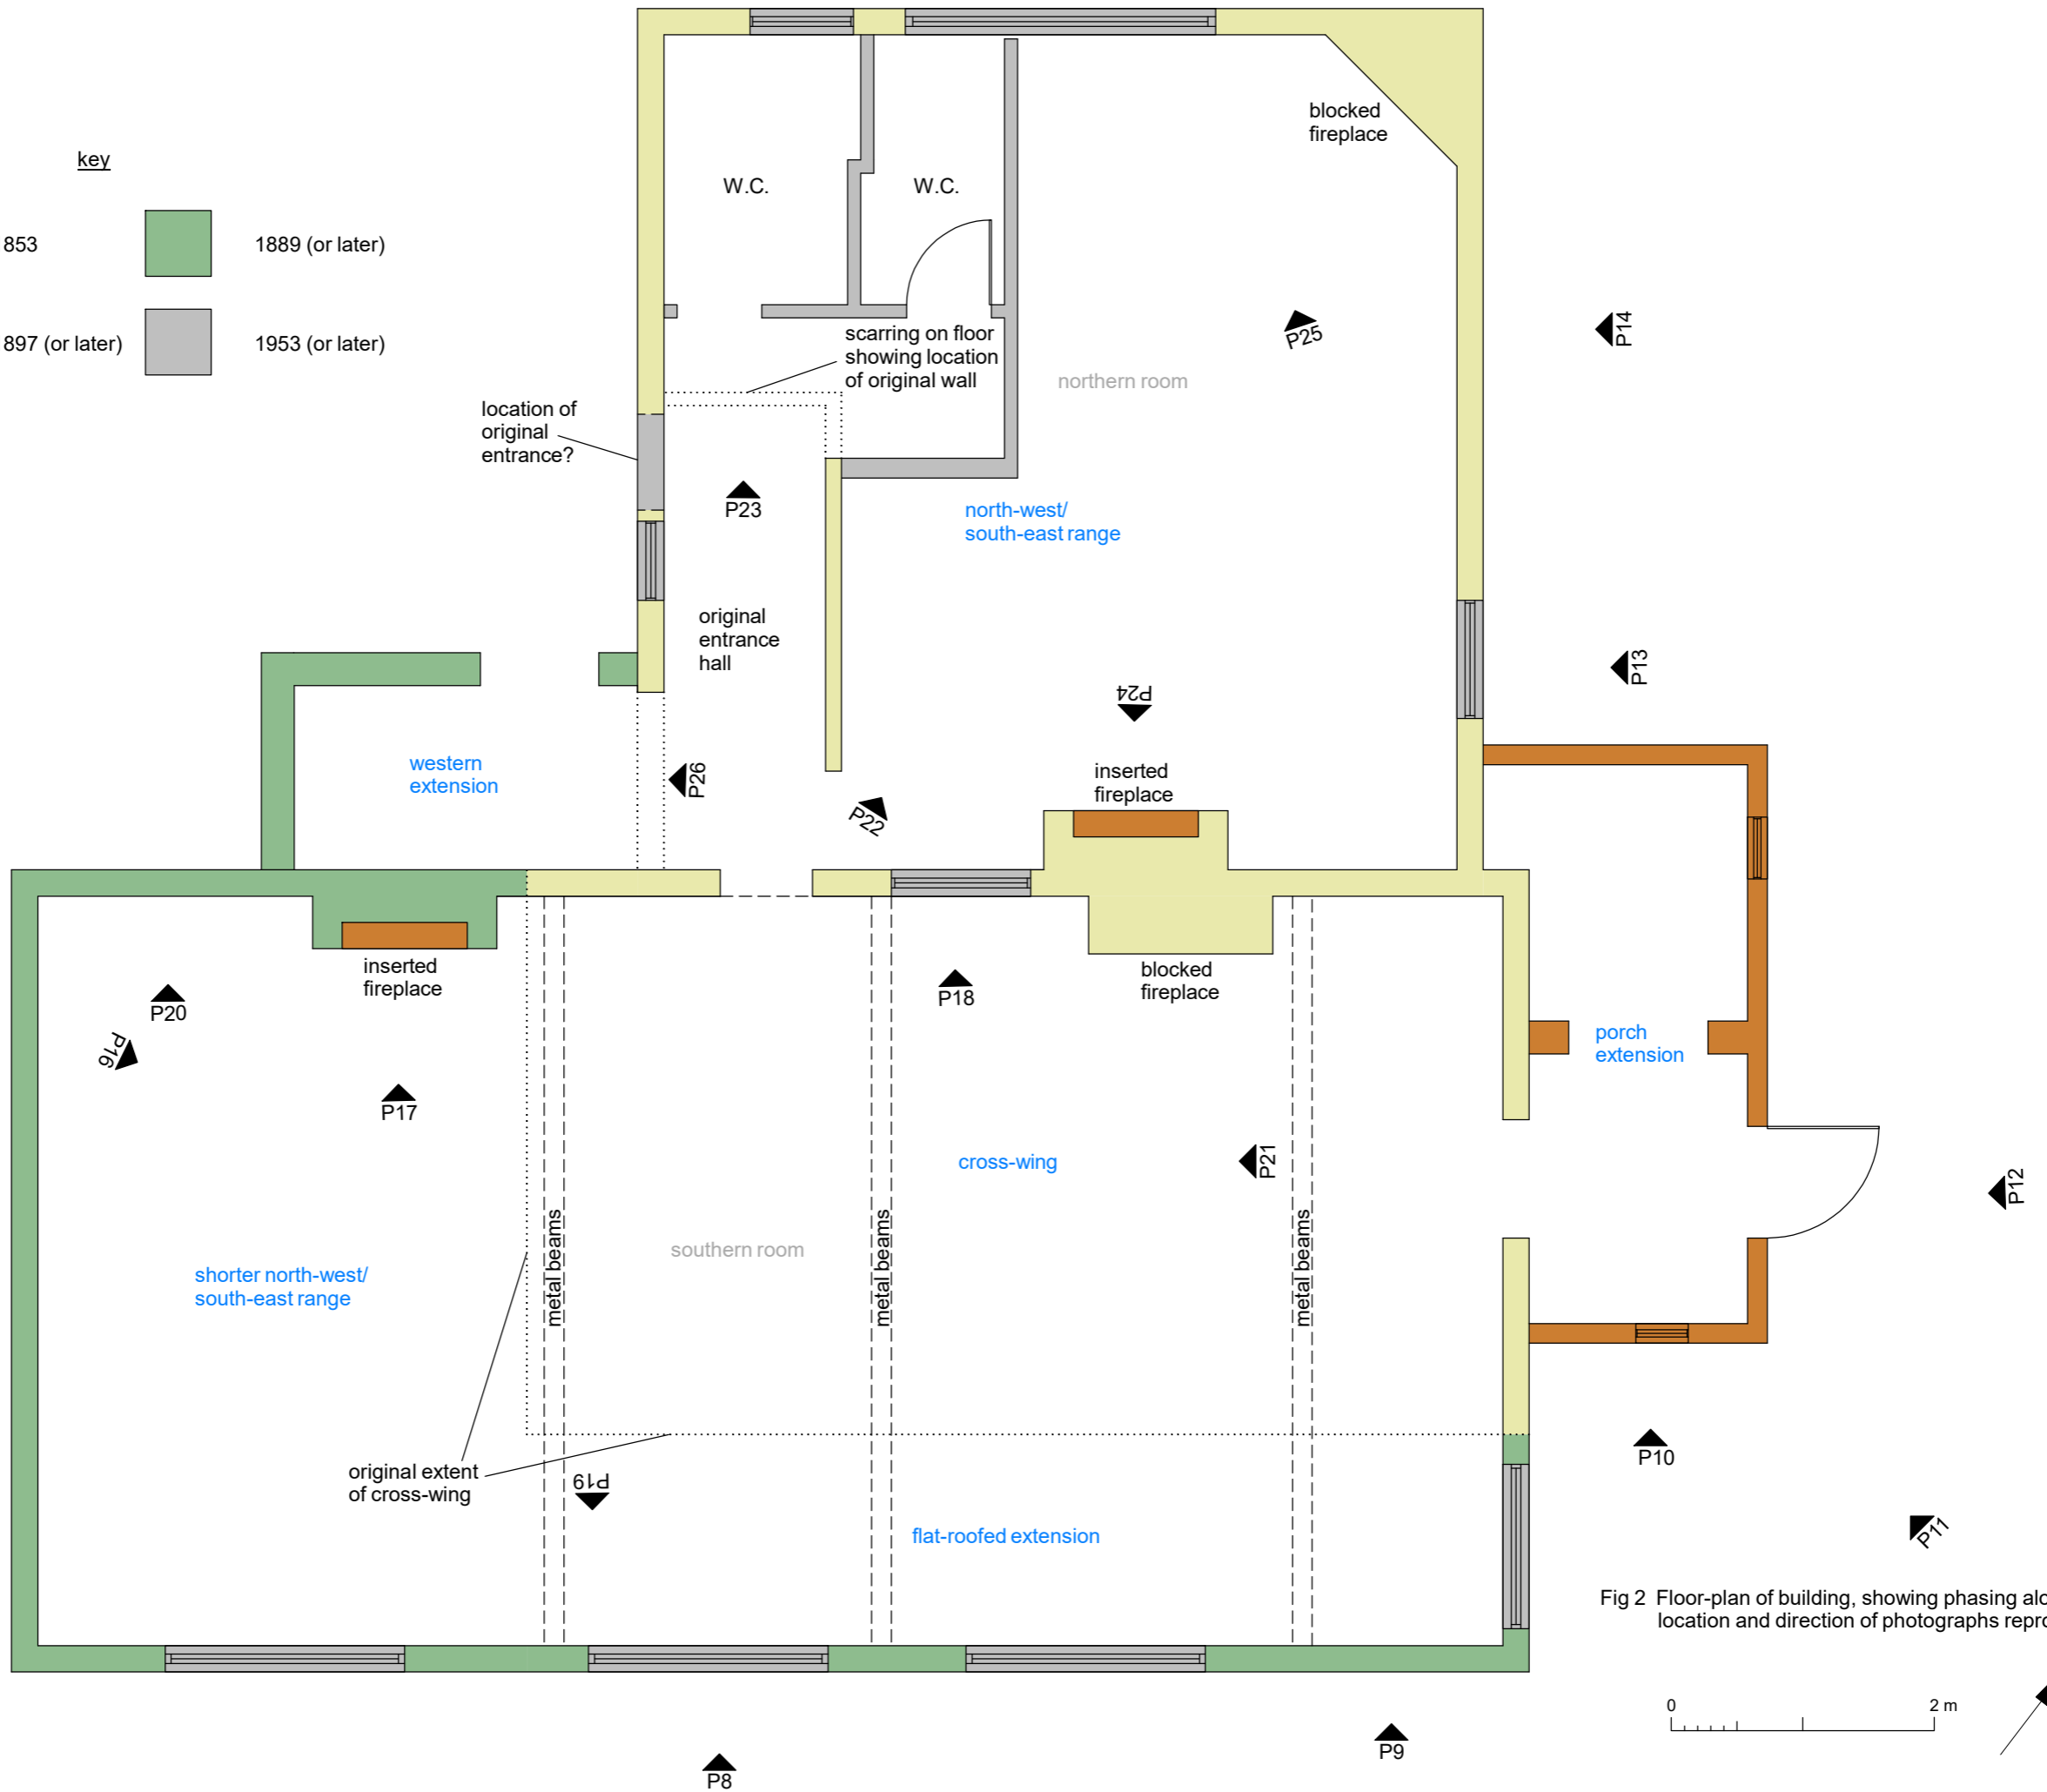 key
853
1889 (or later)
897 (or later)
1953 (or later)
blocked
fireplace
W.C.
W.C.
scarring on floor
showing location
of original wall
P25
P14
northern room
location of
original
entrance?
P23
north-west/
south-east range
original
entrance
hall
P13
P24
western
extension
P26
P22
inserted
fireplace
inserted
fireplace
blocked
fireplace
P20
P18
P16
P17
porch
extension
cross-wing
P21
P12
metal beams
metal beams
metal beams
southern room
shorter north-west/
south-east range
original extent
of cross-wing
P19
P10
flat-roofed extension
P11
Fig 2 Floor-plan of building, showing phasing alo
location and direction of photographs repro
0
2 m
P9
P8